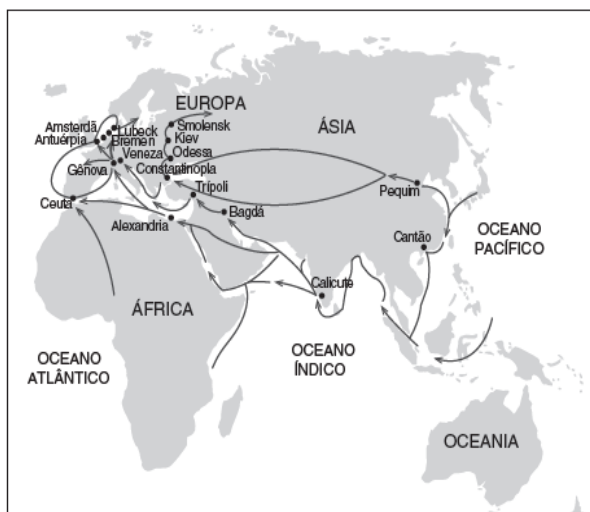 EUROPA
ÁSIA
Amsterdã
Antuérpia
Lubeck
Bremen
Veneza
Gênova
Ceuta
Smolensk
Kiev
Odessa
Constantinopla
Trípoli
Alexandria
Bagdá
Pequim
Cantão
Calicute
OCEANO
PACÍFICO
ÁFRICA
OCEANO
ATLÂNTICO
OCEANO
ÍNDICO
OCEANIA